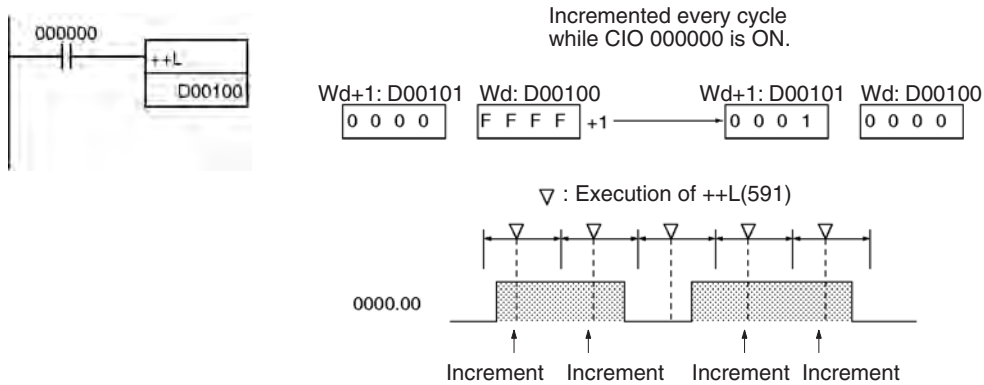 000000
++L
D00100
Incremented every cycle
while CIO 000000 is ON.
Wd+1: D00101 Wd: D00100 Wd+1: D00101 Wd: D00100
0 0 0 0 F F F F +1 0 0 0 1 0 0 0 0
▽ : Execution of ++L(591)
0000.00
Increment Increment Increment Increment